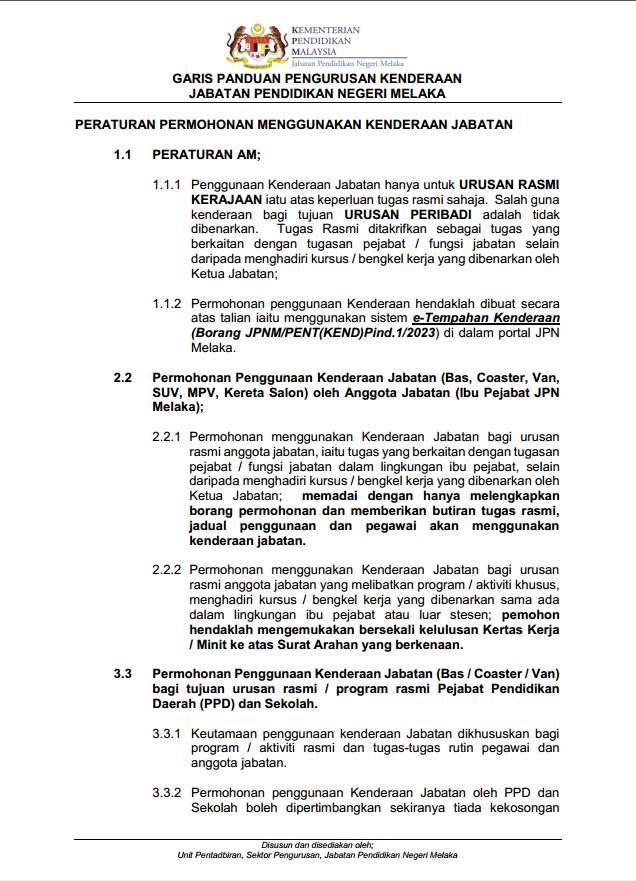 KEMENTERIAN
PENDIDIKAN
MALAYSIA
Jabatan Pendidikan Negeri Melaka
GARIS PANDUAN PENGURUSAN KENDERAAN
JABATAN PENDIDIKAN NEGERI MELAKA
PERATURAN PERMOHONAN MENGGUNAKAN KENDERAAN JABATAN
1.1 PERATURAN AM;
1.1.1 Penggunaan Kenderaan Jabatan hanya untuk URUSAN RASMI
KERAJAAN iatu atas keperluan tugas rasmi sahaja. Salah guna
kenderaan bagi tujuan URUSAN PERIBADI adalah tidak
dibenarkan. Tugas Rasmi ditakrifkan sebagai tugas yang
berkaitan dengan tugasan pejabat / fungsi jabatan selain
daripada menghadiri kursus / bengkel kerja yang dibenarkan oleh
Ketua Jabatan;
1.1.2 Permohonan penggunaan Kenderaan hendaklah dibuat secara
atas talian iaitu menggunakan sistem e-Tempahan Kenderaan
(Borang JPNM/PENT(KEND)Pind.1/2023) di dalam portal JPN
Melaka.
2.2 Permohonan Penggunaan Kenderaan Jabatan (Bas, Coaster, Van,
SUV, MPV, Kereta Salon) oleh Anggota Jabatan (Ibu Pejabat JPN
Melaka);
2.2.1 Permohonan menggunakan Kenderaan Jabatan bagi urusan
rasmi anggota jabatan, iaitu tugas yang berkaitan dengan tugasan
pejabat / fungsi jabatan dalam lingkungan ibu pejabat, selain
daripada menghadiri kursus / bengkel kerja yang dibenarkan oleh
Ketua Jabatan; memadai dengan hanya melengkapkan
borang permohonan dan memberikan butiran tugas rasmi,
jadual penggunaan dan pegawai akan menggunakan
kenderaan jabatan.
2.2.2 Permohonan menggunakan Kenderaan Jabatan bagi urusan
rasmi anggota jabatan yang melibatkan program / aktiviti khusus,
menghadiri kursus / bengkel kerja yang dibenarkan sama ada
dalam lingkungan ibu pejabat atau luar stesen; pemohon
hendaklah mengemukakan bersekali kelulusan Kertas Kerja
/ Minit ke atas Surat Arahan yang berkenaan.
3.3 Permohonan Penggunaan Kenderaan Jabatan (Bas / Coaster / Van)
bagi tujuan urusan rasmi / program rasmi Pejabat Pendidikan
Daerah (PPD) dan Sekolah.
3.3.1 Keutamaan penggunaan kenderaan Jabatan dikhususkan bagi
program / aktiviti rasmi dan tugas-tugas rutin pegawai dan
anggota jabatan.
3.3.2 Permohonan penggunaan Kenderaan Jabatan oleh PPD dan
Sekolah boleh dipertimbangkan sekiranya tiada kekosongan
Disusun dan disediakan oleh;
Unit Pentadbiran, Sektor Pengurusan, Jabatan Pendidikan Negeri Melaka